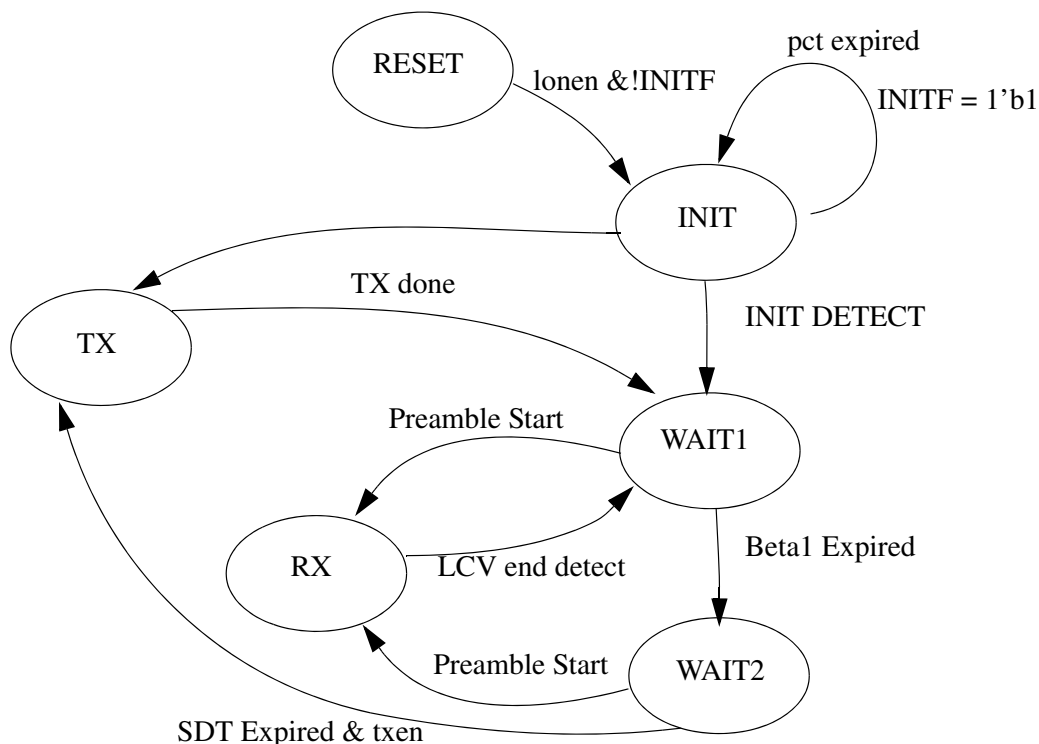 pct expired
RESET
lonen &!INITF
INITF = 1’b1
INIT
TX done
INIT DETECT
TX
Preamble Start
WAIT1
Beta1 Expired
RX
LCV end detect
Preamble Start
WAIT2
SDT Expired & txen